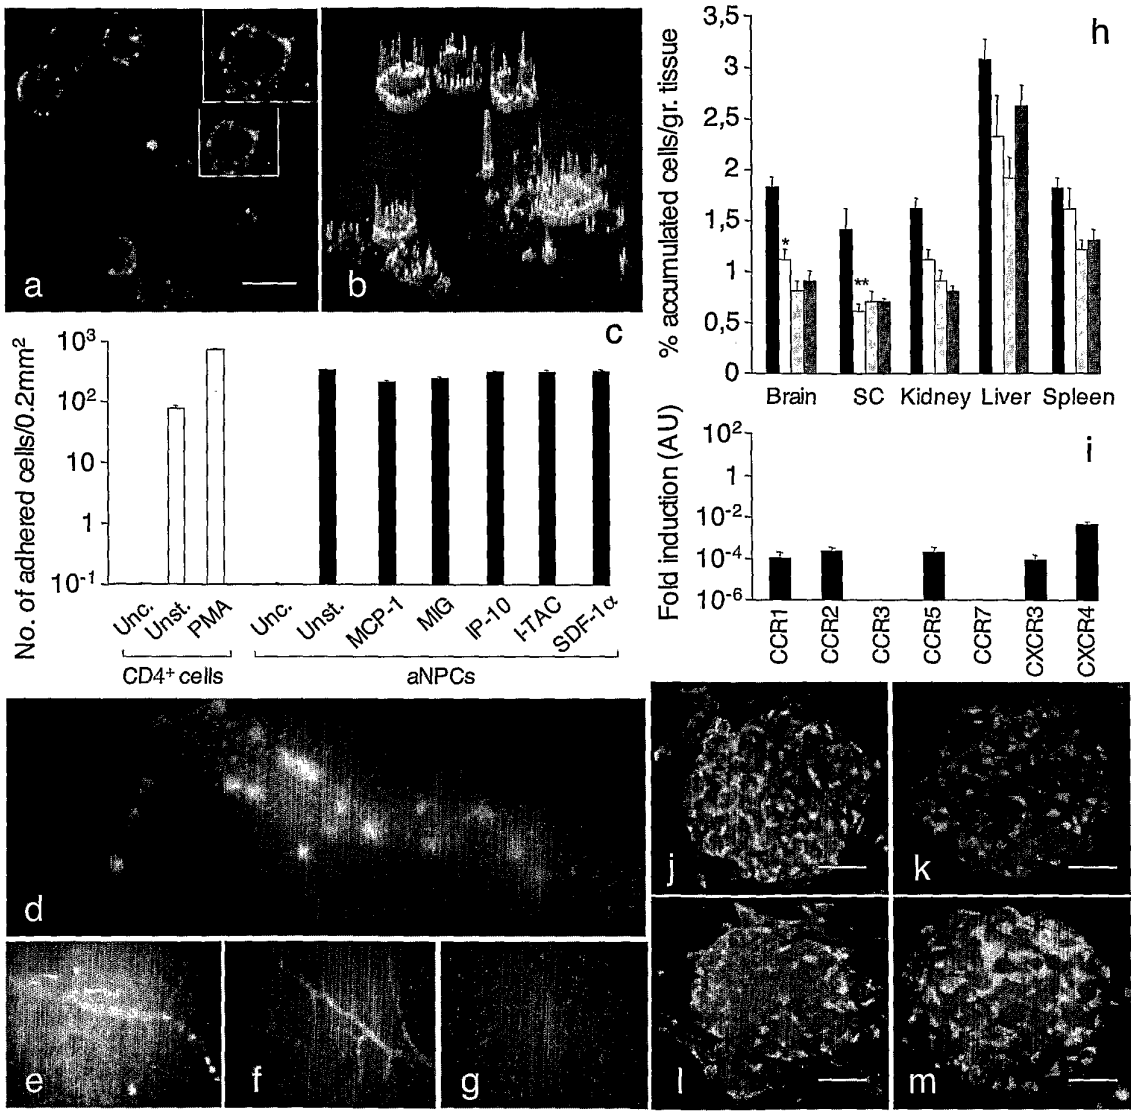 a
b
c
No. of adhered cells/0.2mm²
10³
10²
10
1
10⁻¹
Unc.
Unst.
PMA
Unc.
Unst.
MCP-1
MIG
IP-10
I-TAC
SDF-1α
CD4⁺ cells
aNPCs
d
e
f
g
h
% accumulated cells/gr. tissue
3,5
3
2,5
2
1,5
1
0,5
0
*
**
Brain
SC
Kidney
Liver
Spleen
i
Fold induction (AU)
10²
1
10⁻²
10⁻⁴
10⁻⁶
CCR1
CCR2
CCR3
CCR5
CCR7
CXCR3
CXCR4
j
k
l
m